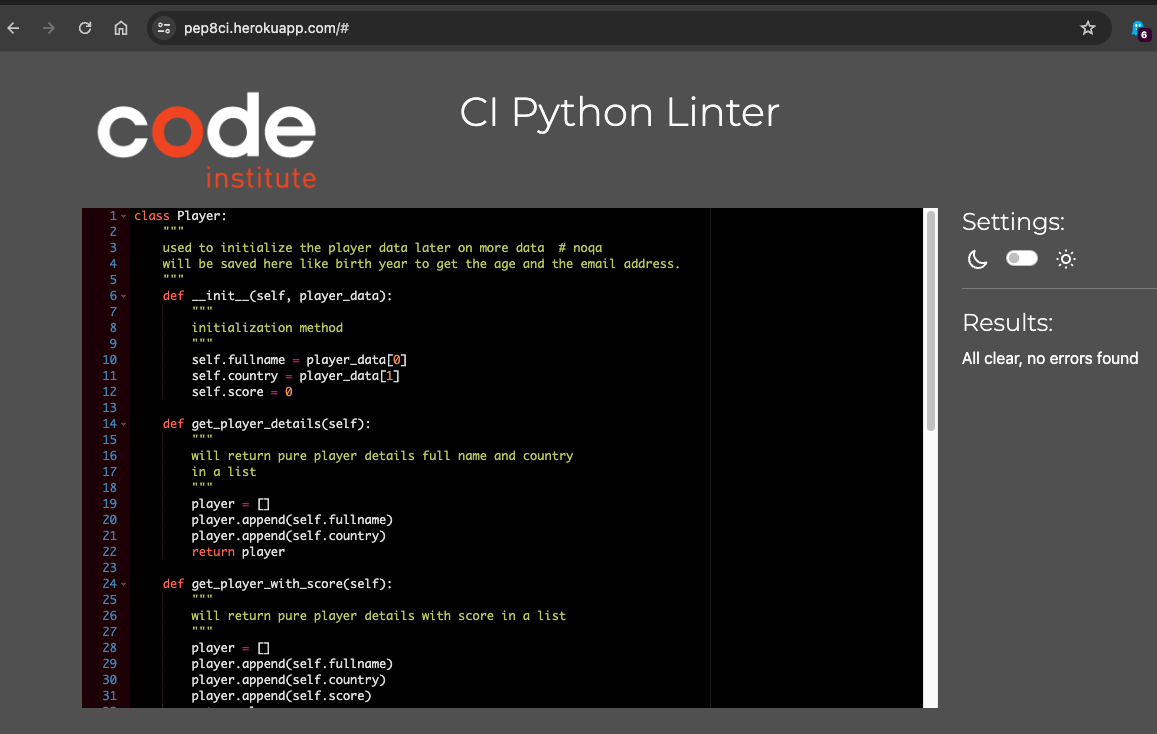 pep8ci.herokuapp.com/#
6
code
institute
CI Python Linter
1 class Player:
2     """
3     used to initialize the player data later on more data  # noqa
4     will be saved here like birth year to get the age and the email address.
5     """
6     def __init__(self, player_data):
7         """
8         initialization method
9         """
10         self.fullname = player_data[0]
11         self.country = player_data[1]
12         self.score = 0
13
14     def get_player_details(self):
15         """
16         will return pure player details full name and country
17         in a list
18         """
19         player = []
20         player.append(self.fullname)
21         player.append(self.country)
22         return player
23
24     def get_player_with_score(self):
25         """
26         will return pure player details with score in a list
27         """
28         player = []
29         player.append(self.fullname)
30         player.append(self.country)
31         player.append(self.score)
Settings:
Results:
All clear, no errors found